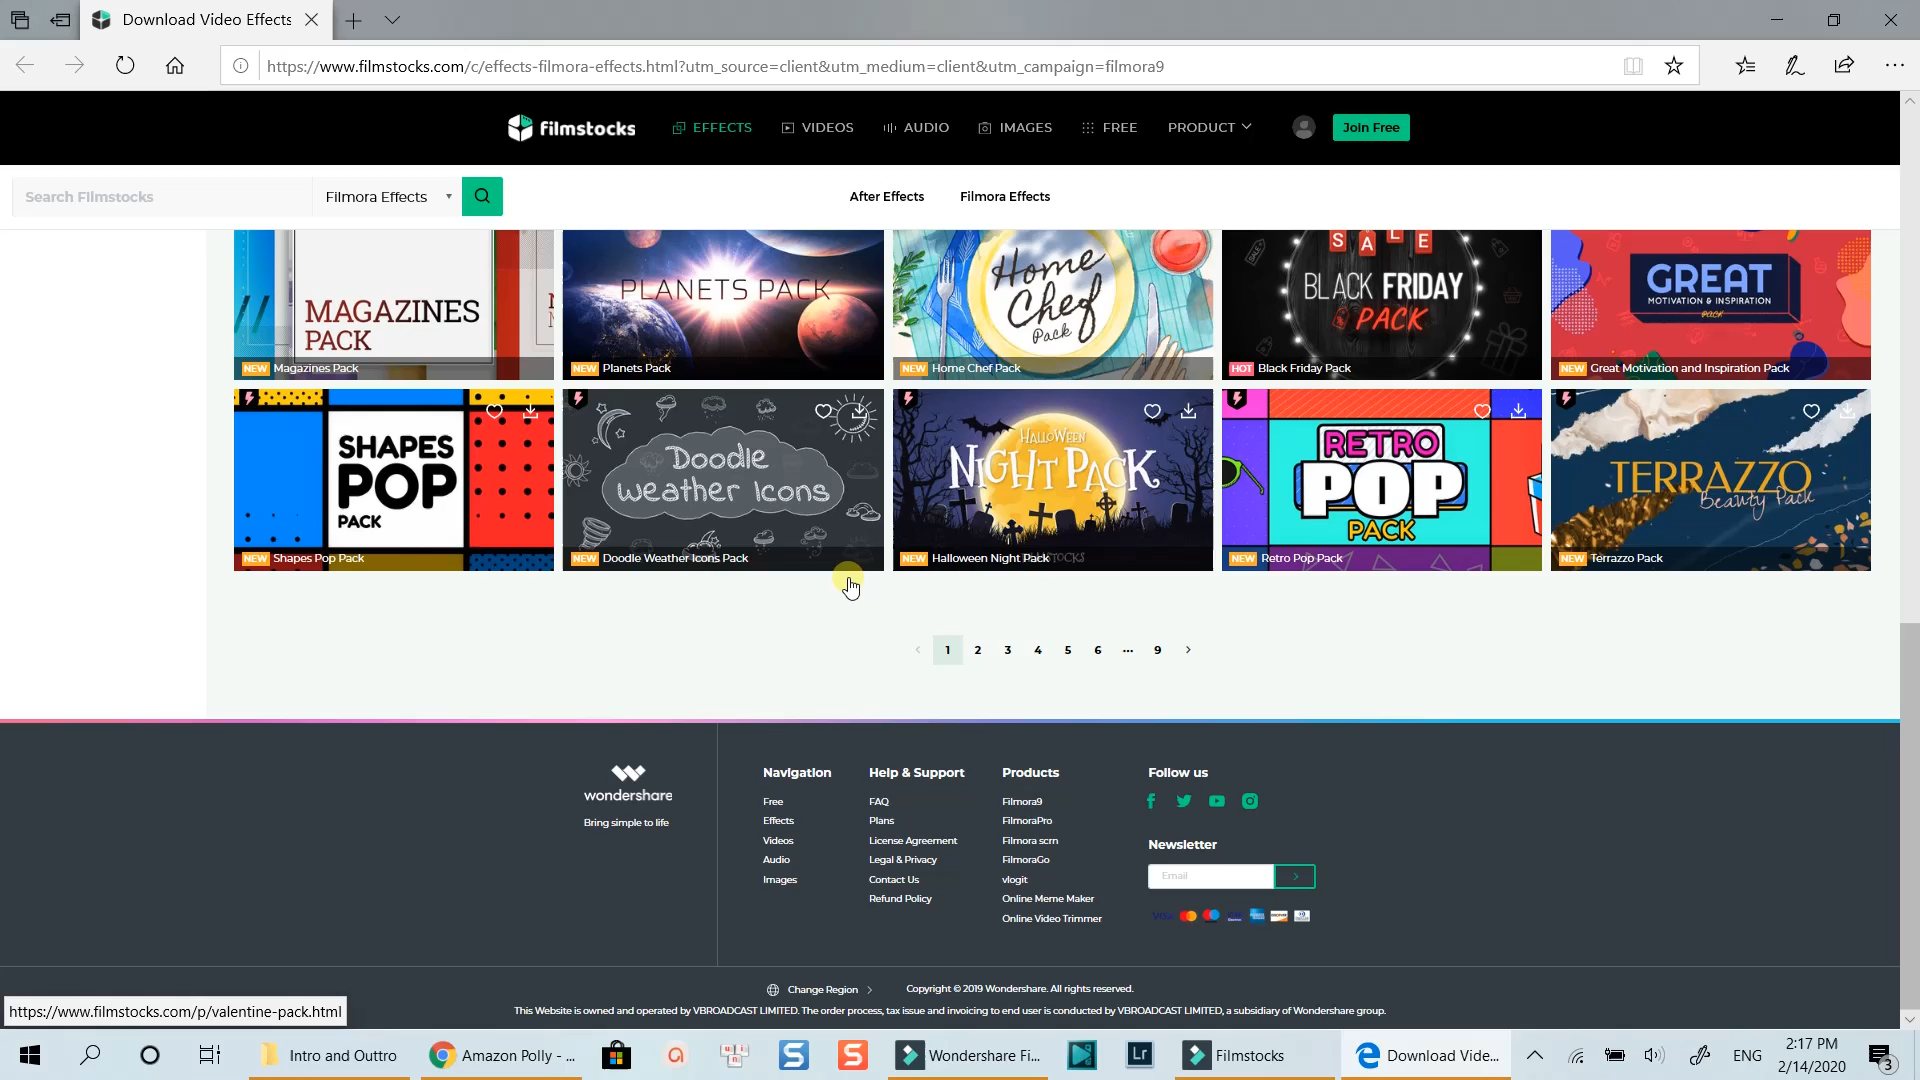 Download Video Effects
https://www.filmstocks.com/c/effects-filmora-effects.html?utm_source=client&utm_medium=client&utm_campaign=filmora9
filmstocks
EFFECTS
VIDEOS
AUDIO
IMAGES
FREE
PRODUCT
Join Free
Search Filmstocks
Filmora Effects
After Effects
Filmora Effects
MAGAZINES
PACK
NEW Magazines Pack
PLANETS PACK
NEW Planets Pack
Home
Chef
Pack
NEW Home Chef Pack
SALE
BLACK FRIDAY
PACK
HOT Black Friday Pack
GREAT
MOTIVATION & INSPIRATION
PACK
NEW Great Motivation and Inspiration Pack
SHAPES
POP
PACK
NEW Shapes Pop Pack
Doodle
weather Icons
NEW Doodle Weather Icons Pack
HALLOWEEN
NIGHT PACK
NEW Halloween Night Pack
RETRO
POP
PACK
NEW Retro Pop Pack
TERRAZZO
Beauty Pack
NEW Terrazzo Pack
1 2 3 4 5 6 ... 9
wondershare
Bring simple to life
Navigation
Free
Effects
Videos
Audio
Images
Help & Support
FAQ
Plans
License Agreement
Legal & Privacy
Contact Us
Refund Policy
Products
Filmora9
FilmoraPro
Filmora scrn
FilmoraGo
vlogit
Online Meme Maker
Online Video Trimmer
Follow us
Newsletter
Email
VISA
Change Region
Copyright © 2019 Wondershare. All rights reserved.
This Website is owned and operated by VBROADCAST LIMITED. The order process, tax issue and invoicing to end user is conducted by VBROADCAST LIMITED, a subsidiary of Wondershare group.
https://www.filmstocks.com/p/valentine-pack.html
Intro and Outtro
Amazon Polly - ...
Wondershare Fi...
Lr
Filmstocks
Download Vide...
ENG
2:17 PM
2/14/2020
3